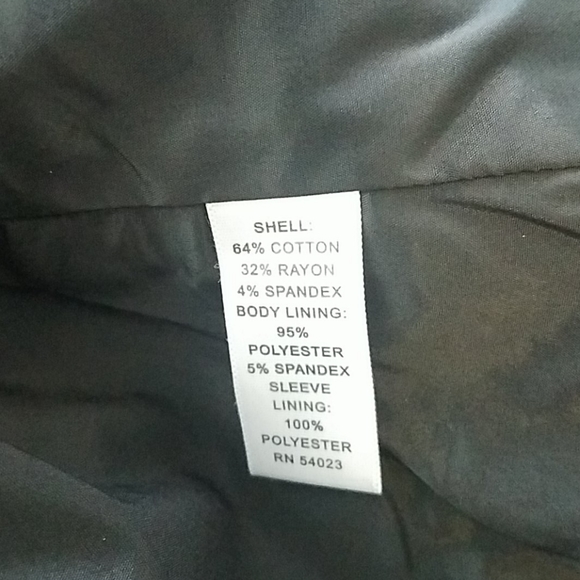 SHELL:
64% COTTON
32% RAYON
4% SPANDEX
BODY LINING:
95%
POLYESTER
5% SPANDEX
SLEEVE
LINING:
100%
POLYESTER
RN 54023